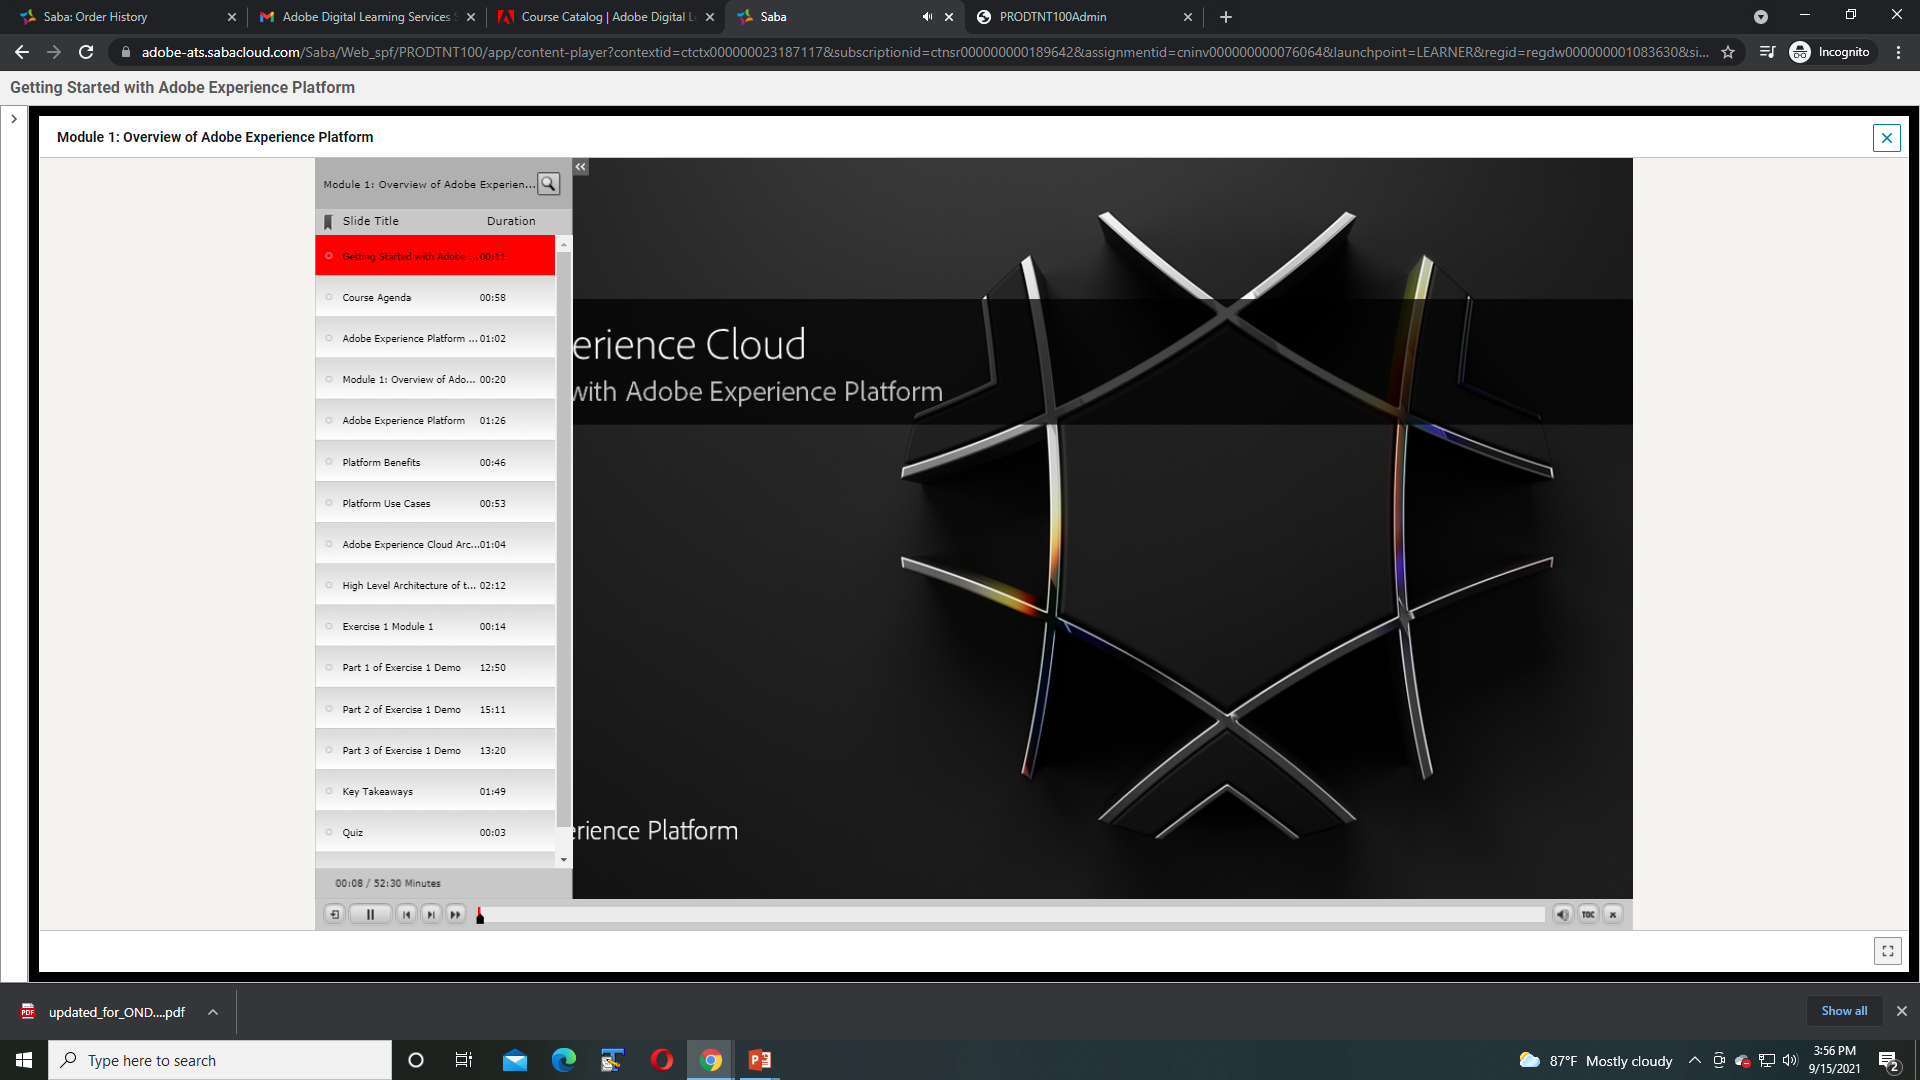 Saba: Order History
Adobe Digital Learning Services S
Course Catalog | Adobe Digital L
Saba
PRODTNT100Admin
adobe-ats.sabacloud.com/Saba/Web_spf/PRODTNT100/app/content-player?contextid=ctctx000000023187117&subscriptionid=ctnsr000000000189642&assignmentid=cninv000000000076064&launchpoint=LEARNER&regid=regdw000000001083630&si...
Incognito
Getting Started with Adobe Experience Platform
Module 1: Overview of Adobe Experience Platform
Module 1: Overview of Adobe Experien...
Slide Title Duration
Getting Started with Adobe ... 00:11
Course Agenda 00:58
Adobe Experience Platform ... 01:02
Module 1: Overview of Ado... 00:20
Adobe Experience Platform 01:26
Platform Benefits 00:46
Platform Use Cases 00:53
Adobe Experience Cloud Arc... 01:04
High Level Architecture of t... 02:12
Exercise 1 Module 1 00:14
Part 1 of Exercise 1 Demo 12:50
Part 2 of Exercise 1 Demo 15:11
Part 3 of Exercise 1 Demo 13:20
Key Takeaways 01:49
Quiz 00:03
00:08 / 52:30 Minutes
erience Cloud
with Adobe Experience Platform
erience Platform
TOC
PDF
updated_for_OND....pdf
Show all
Type here to search
87°F Mostly cloudy
3:56 PM
9/15/2021
2